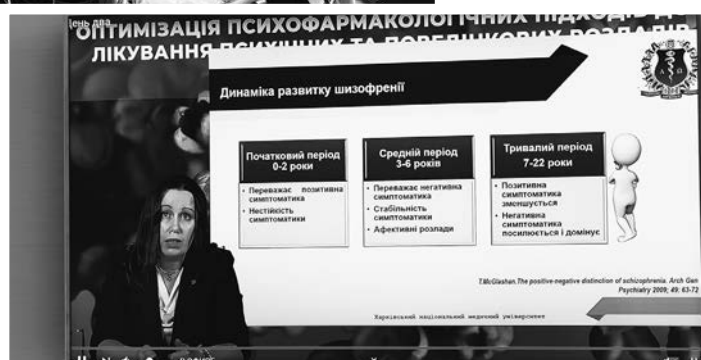 День два
ОПТИМІЗАЦІЯ ПСИХОФАРМАКОЛОГІЧНИХ ПІДХОДІВ
ЛІКУВАННЯ ПСИХІЧНИХ ТА ПОВЕДІНКОВИХ РОЗЛАДІВ
Динаміка развитку шизофренії
Початковий період
0-2 роки
• Переважає позитивна
симптоматика
• Нестійкість
симптоматики
Средній період
3-6 років
• Переважає негативна
симптоматика
• Стабільність
симптоматики
• Афективні розлади
Тривалий період
7-22 роки
• Позитивна
симптоматика
зменшується
• Негативна
симптоматика
посилюється і домінує
T.McGlashan.The positive-negative distinction of schizophrenia. Arch Gen
Psychiatry 2009; 49: 63-72
Харківський національний медичний університет